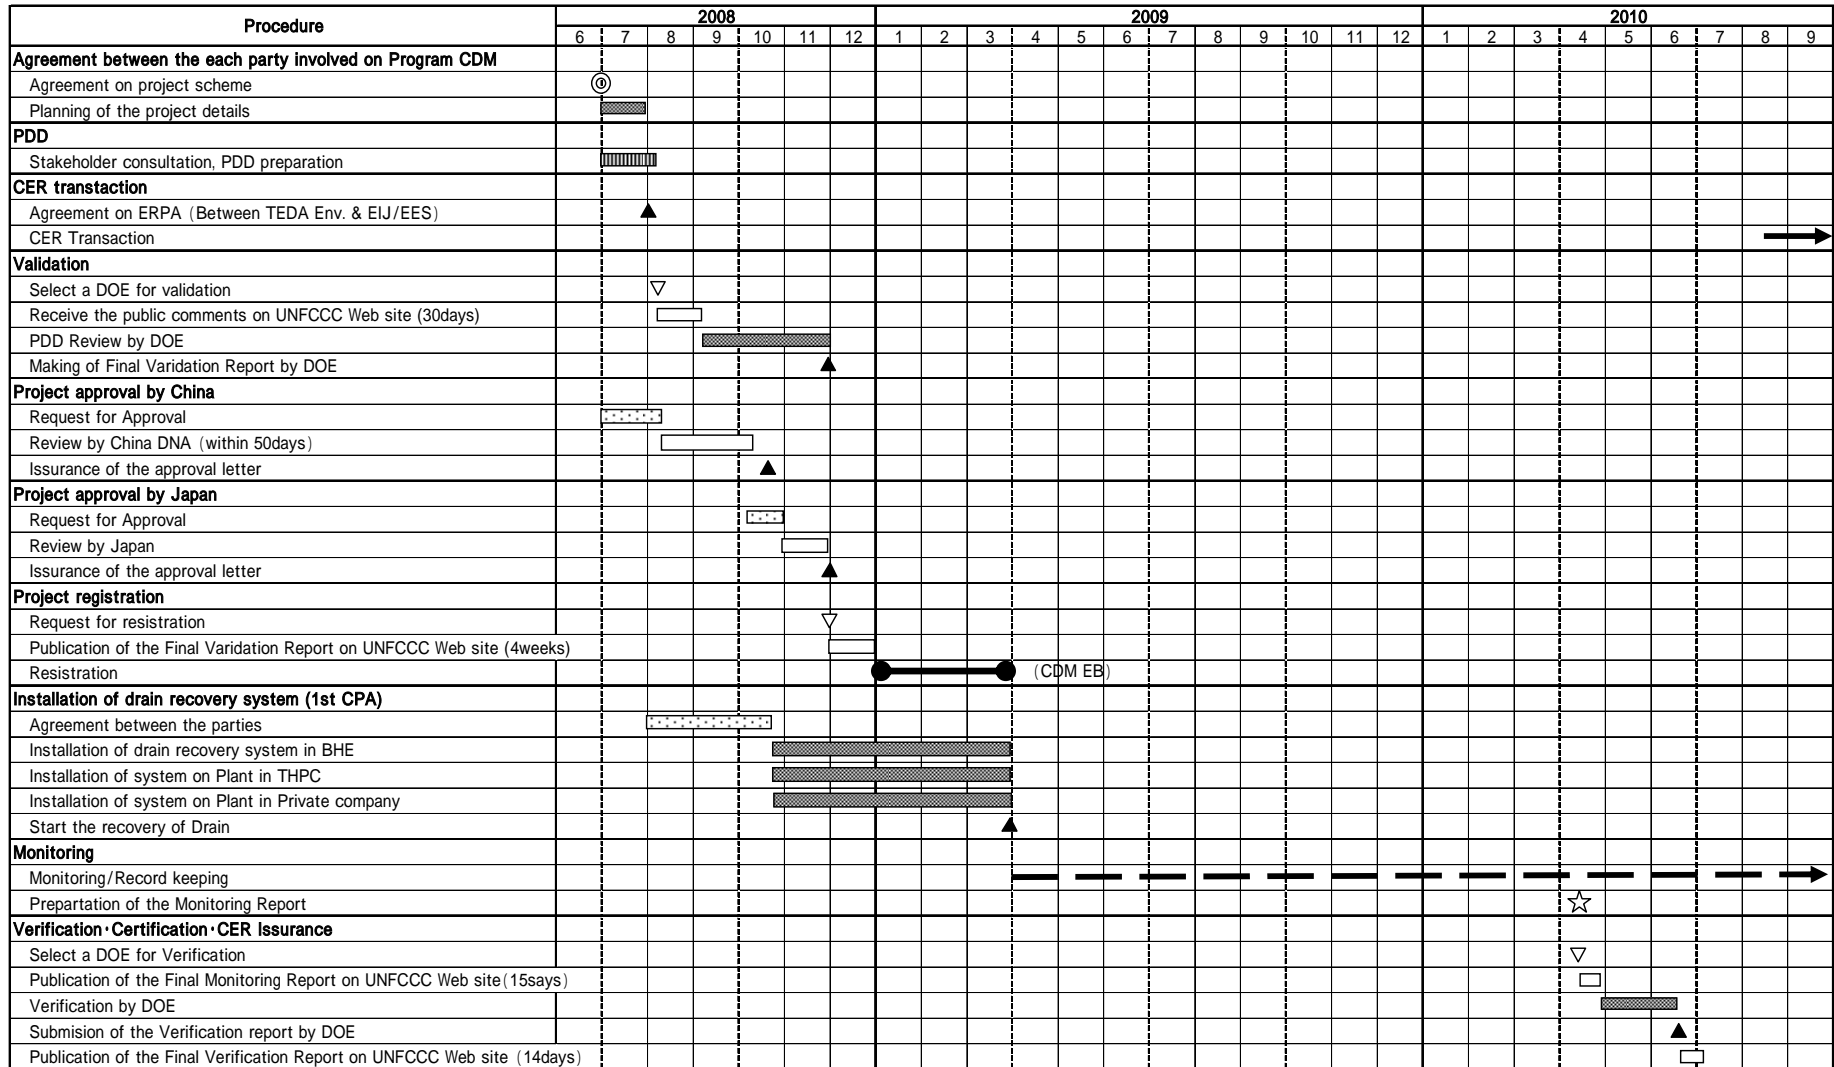 Procedure
2008 2009 2010
6 7 8 9 10 11 12 1 2 3 4 5 6 7 8 9 10 11 12 1 2 3 4 5 6 7 8 9
Agreement between the each party involved on Program CDM
Agreement on project scheme
Planning of the project details
PDD
Stakeholder consultation, PDD preparation
CER transtaction
Agreement on ERPA (Between TEDA Env. & EIJ/EES)
CER Transaction
Validation
Select a DOE for validation
Receive the public comments on UNFCCC Web site (30days)
PDD Review by DOE
Making of Final Varidation Report by DOE
Project approval by China
Request for Approval
Review by China DNA (within 50days)
Issurance of the approval letter
Project approval by Japan
Request for Approval
Review by Japan
Issurance of the approval letter
Project registration
Request for resistration
Publication of the Final Varidation Report on UNFCCC Web site (4weeks)
Resistration (CDM EB)
Installation of drain recovery system (1st CPA)
Agreement between the parties
Installation of drain recovery system in BHE
Installation of system on Plant in THPC
Installation of system on Plant in Private company
Start the recovery of Drain
Monitoring
Monitoring/Record keeping
Prepartation of the Monitoring Report
Verification・Certification・CER Issurance
Select a DOE for Verification
Publication of the Final Monitoring Report on UNFCCC Web site(15says)
Verification by DOE
Submision of the Verification report by DOE
Publication of the Final Verification Report on UNFCCC Web site (14days)